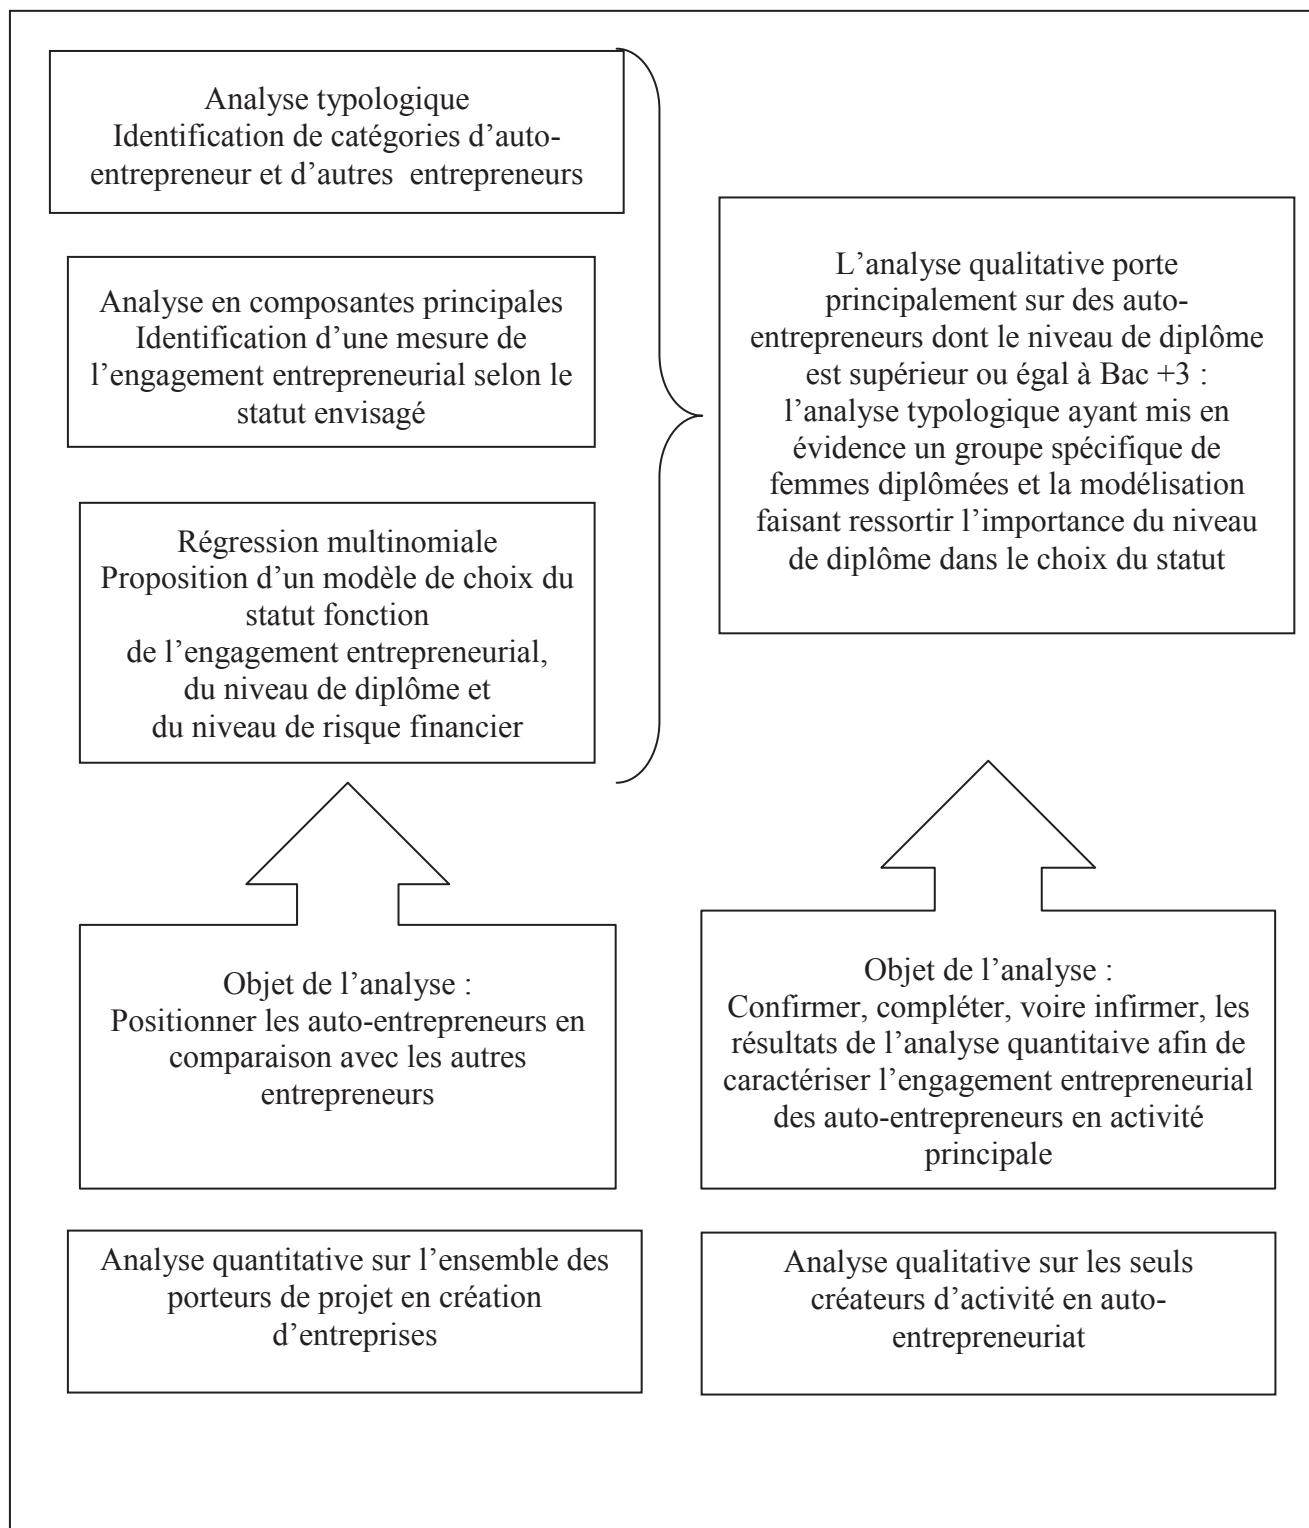 Analyse typologique
Identification de catégories d’auto-
entrepreneur et d’autres  entrepreneurs
Analyse en composantes principales
Identification d’une mesure de
l’engagement entrepreneurial selon le
statut envisagé
Régression multinomiale
Proposition d’un modèle de choix du
statut fonction
de l’engagement entrepreneurial,
du niveau de diplôme et
du niveau de risque financier
L’analyse qualitative porte
principalement sur des auto-
entrepreneurs dont le niveau de diplôme
est supérieur ou égal à Bac +3 :
l’analyse typologique ayant mis en
évidence un groupe spécifique de
femmes diplômées et la modélisation
faisant ressortir l’importance du niveau
de diplôme dans le choix du statut
Objet de l’analyse :
Positionner les auto-entrepreneurs en
comparaison avec les autres
entrepreneurs
Objet de l’analyse :
Confirmer, compléter, voire infirmer, les
résultats de l’analyse quantitaive afin de
caractériser l’engagement entrepreneurial
des auto-entrepreneurs en activité
principale
Analyse quantitative sur l’ensemble des
porteurs de projet en création
d’entreprises
Analyse qualitative sur les seuls
créateurs d’activité en auto-
entrepreneuriat